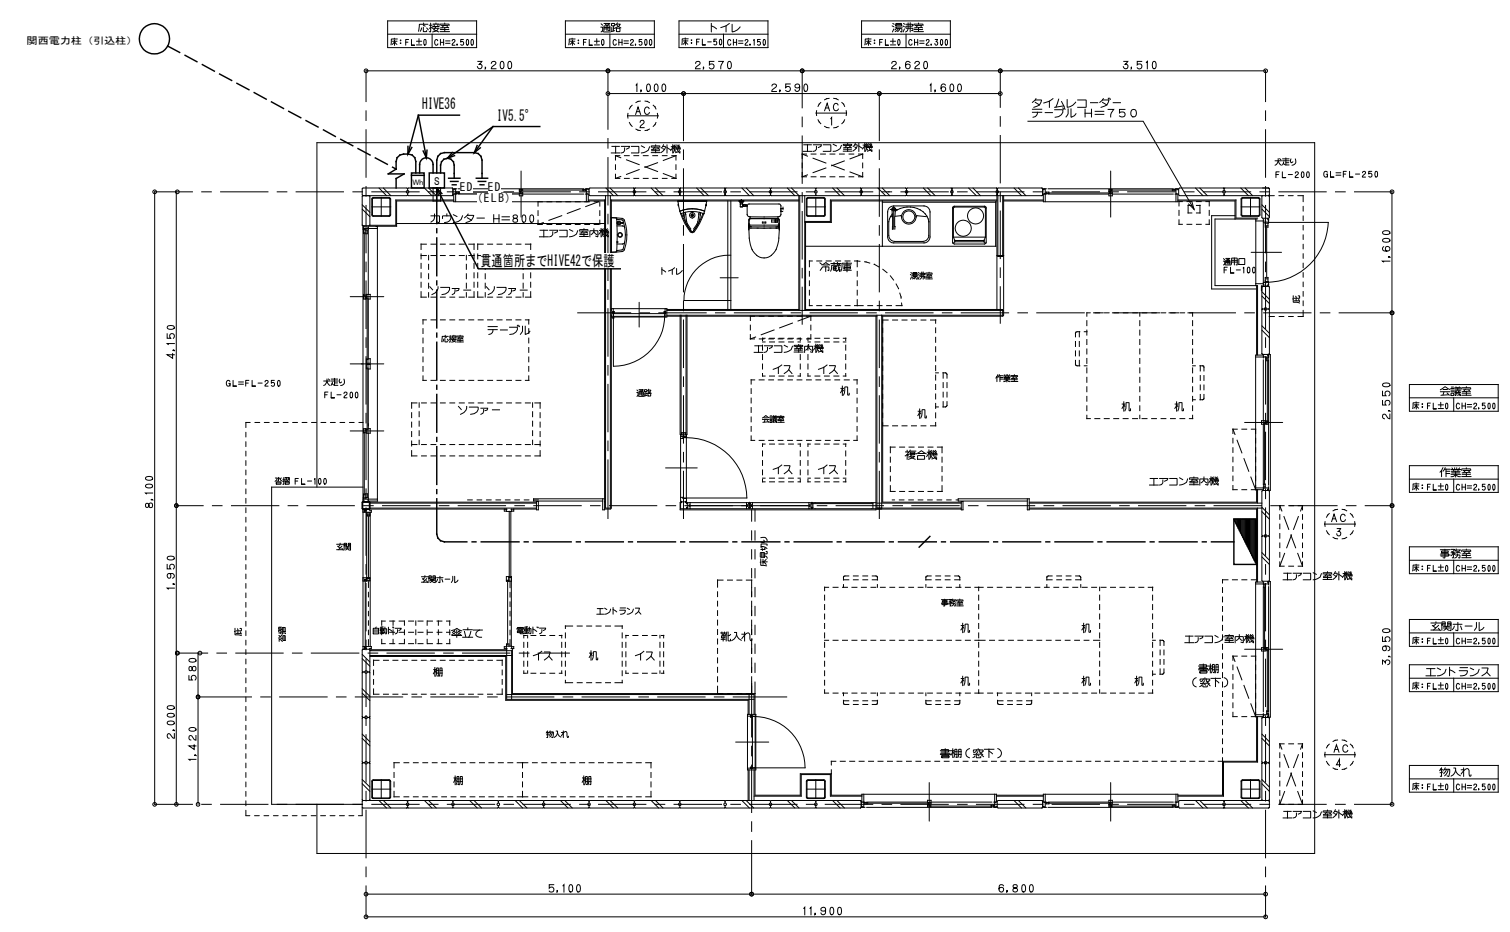 応接室
床:FL±0 CH=2.500
通路
床:FL±0 CH=2.500
トイレ
床:FL-50 CH=2.150
湯沸室
床:FL±0 CH=2.300
関西電力柱（引込柱）
3,200
2,570
2,620
3,510
1,000
2,590
1,600
HIVE36
IV5.5°
AC
2
AC
1
タイムレコーダー
テーブル H=750
エアコン室外機
エアコン室外機
犬走り
FL-200
GL=FL-250
Wh
S
ED
ED
(ELB)
カウンター H=800
エアコン室内機
貫通箇所までHIVE42で保護
トイレ
冷蔵庫
湯沸室
通用口
FL-100
庇
1,600
ソファー
ソファー
テーブル
応接室
ソファー
4,150
GL=FL-250
犬走り
FL-200
エアコン室内機
イス
イス
机
会議室
イス
イス
通路
作業室
机
机
机
複合機
エアコン室内機
2,550
会議室
床:FL±0 CH=2.500
作業室
床:FL±0 CH=2.500
8,100
沓摺 FL-100
AC
3
エアコン室外機
事務室
床:FL±0 CH=2.500
玄関
玄関ホール
自動ドア
傘立て
電動ドア
エントランス
イス
机
イス
靴入れ
床見切り
事務室
机
机
机
机
机
エアコン室内機
書棚
(窓下)
1,950
庇
沓摺
3,950
玄関ホール
床:FL±0 CH=2.500
エントランス
床:FL±0 CH=2.500
580
2,000
1,420
棚
物入れ
棚
棚
書棚(窓下)
AC
4
エアコン室外機
物入れ
床:FL±0 CH=2.500
5,100
6,800
11,900